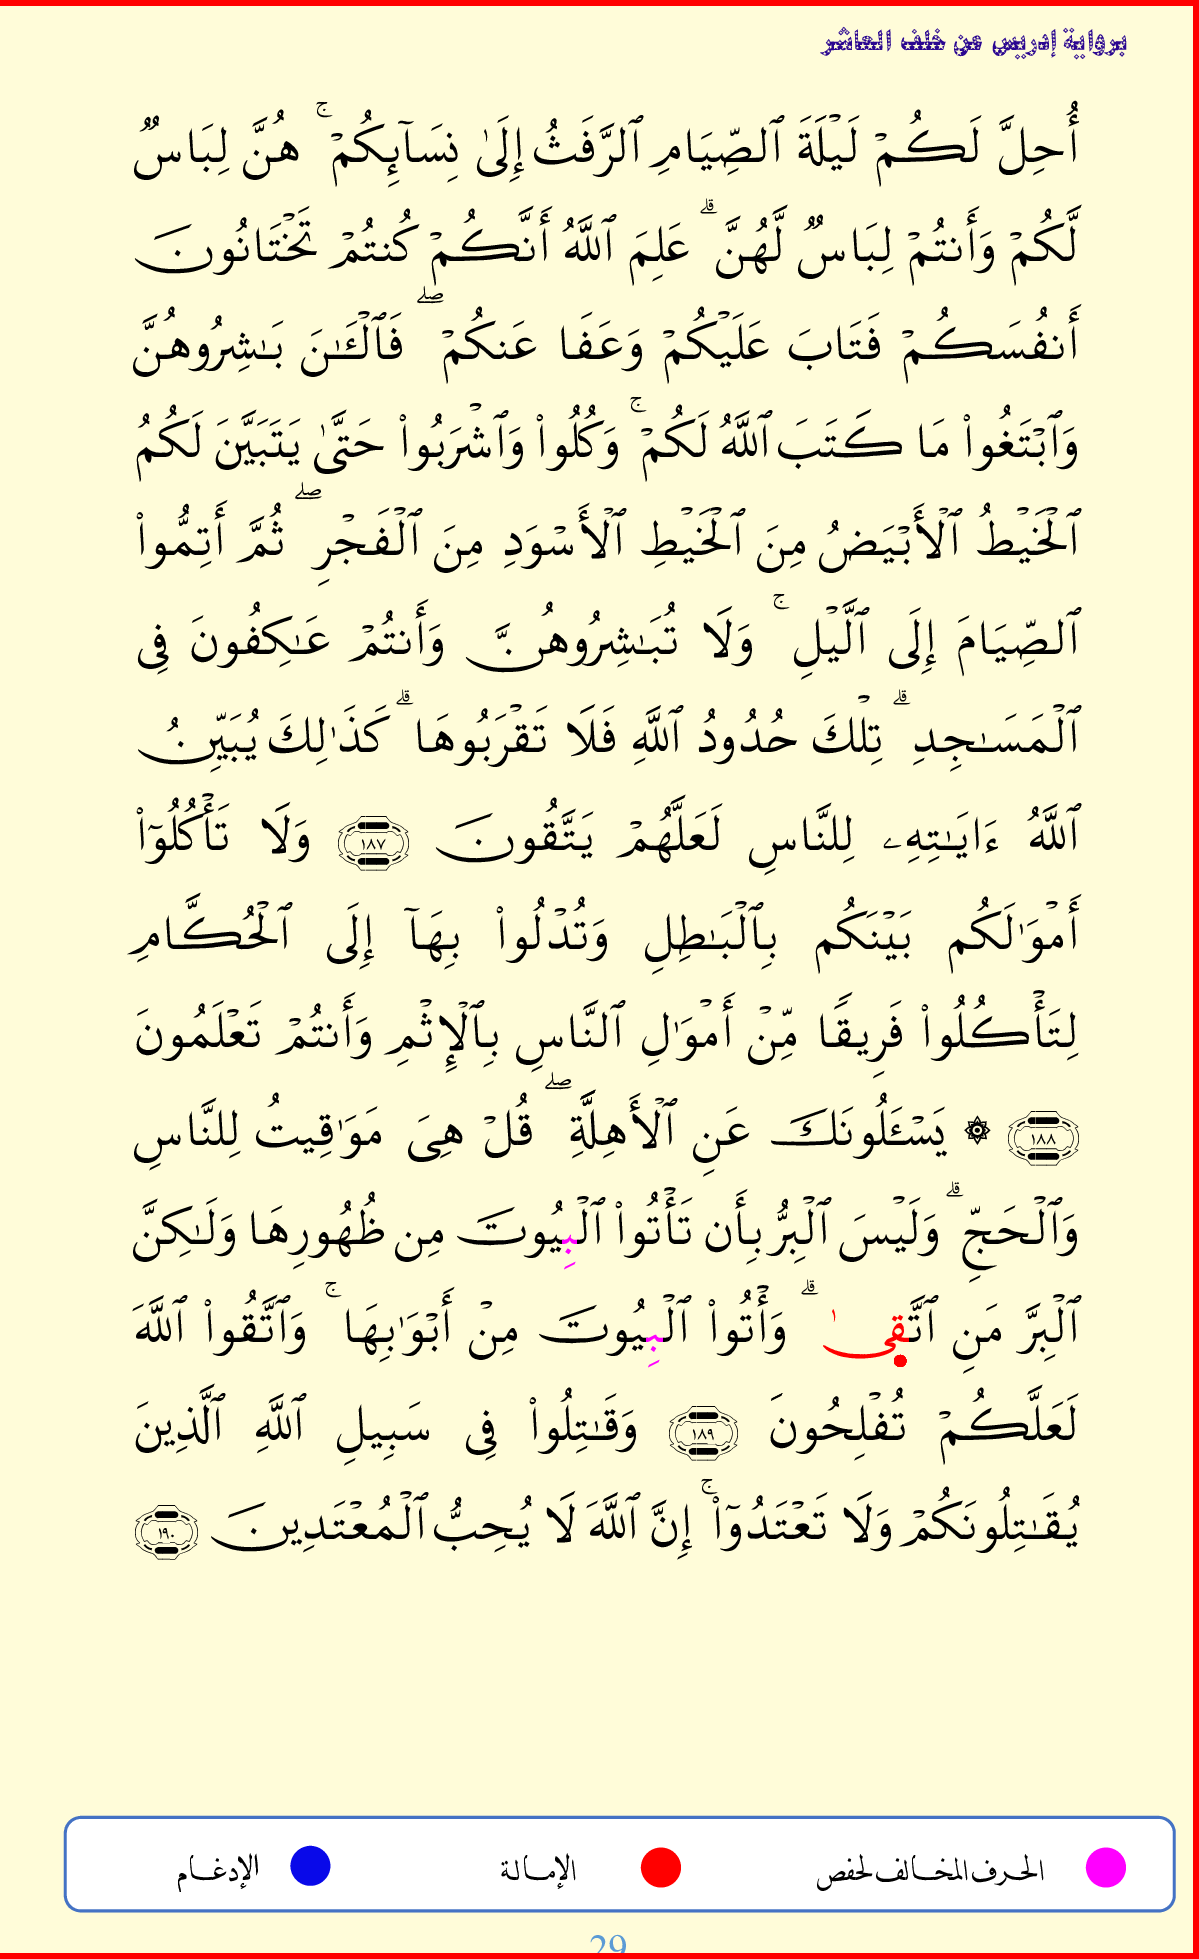 برواية إدريس عن خلف العاشر
أُحِلَّ لَكُمۡ لَيۡلَةَ ٱلصِّيَامِ ٱلرَّفَثُ إِلَىٰ نِسَآئِكُمۡۚ هُنَّ لِبَاسٞ
لَّكُمۡ وَأَنتُمۡ لِبَاسٞ لَّهُنَّۗ عَلِمَ ٱللَّهُ أَنَّكُمۡ كُنتُمۡ تَخۡتَانُونَ
أَنفُسَكُمۡ فَتَابَ عَلَيۡكُمۡ وَعَفَا عَنكُمۡۖ فَٱلۡـَٰٔنَ بَٰشِرُوهُنَّ
وَٱبۡتَغُواْ مَا كَتَبَ ٱللَّهُ لَكُمۡۚ وَكُلُواْ وَٱشۡرَبُواْ حَتَّىٰ يَتَبَيَّنَ لَكُمُ
ٱلۡخَيۡطُ ٱلۡأَبۡيَضُ مِنَ ٱلۡخَيۡطِ ٱلۡأَسۡوَدِ مِنَ ٱلۡفَجۡرِۖ ثُمَّ أَتِمُّواْ
ٱلصِّيَامَ إِلَى ٱلَّيۡلِۚ وَلَا تُبَٰشِرُوهُنَّ وَأَنتُمۡ عَٰكِفُونَ فِي
ٱلۡمَسَٰجِدِۗ تِلۡكَ حُدُودُ ٱللَّهِ فَلَا تَقۡرَبُوهَاۗ كَذَٰلِكَ يُبَيِّنُ
ٱللَّهُ ءَايَٰتِهِۦ لِلنَّاسِ لَعَلَّهُمۡ يَتَّقُونَ ١٨٧ وَلَا تَأۡكُلُوٓاْ
أَمۡوَٰلَكُم بَيۡنَكُم بِٱلۡبَٰطِلِ وَتُدۡلُواْ بِهَآ إِلَى ٱلۡحُكَّامِ
لِتَأۡكُلُواْ فَرِيقٗا مِّنۡ أَمۡوَٰلِ ٱلنَّاسِ بِٱلۡإِثۡمِ وَأَنتُمۡ تَعۡلَمُونَ
١٨٨ ۞ يَسۡـَٔلُونَكَ عَنِ ٱلۡأَهِلَّةِۖ قُلۡ هِيَ مَوَٰقِيتُ لِلنَّاسِ
وَٱلۡحَجِّۗ وَلَيۡسَ ٱلۡبِرُّ بِأَن تَأۡتُواْ ٱلۡبِيُوتَ مِن ظُهُورِهَا وَلَٰكِنَّ
ٱلۡبِرَّ مَنِ ٱتَّقىٰۗ وَأۡتُواْ ٱلۡبِيُوتَ مِنۡ أَبۡوَٰبِهَاۚ وَٱتَّقُواْ ٱللَّهَ
لَعَلَّكُمۡ تُفۡلِحُونَ ١٨٩ وَقَٰتِلُواْ فِي سَبِيلِ ٱللَّهِ ٱلَّذِينَ
يُقَٰتِلُونَكُمۡ وَلَا تَعۡتَدُوٓاْۚ إِنَّ ٱللَّهَ لَا يُحِبُّ ٱلۡمُعۡتَدِينَ ١٩٠
الحرف المخالف لحفص الإمالة الإدغام
29